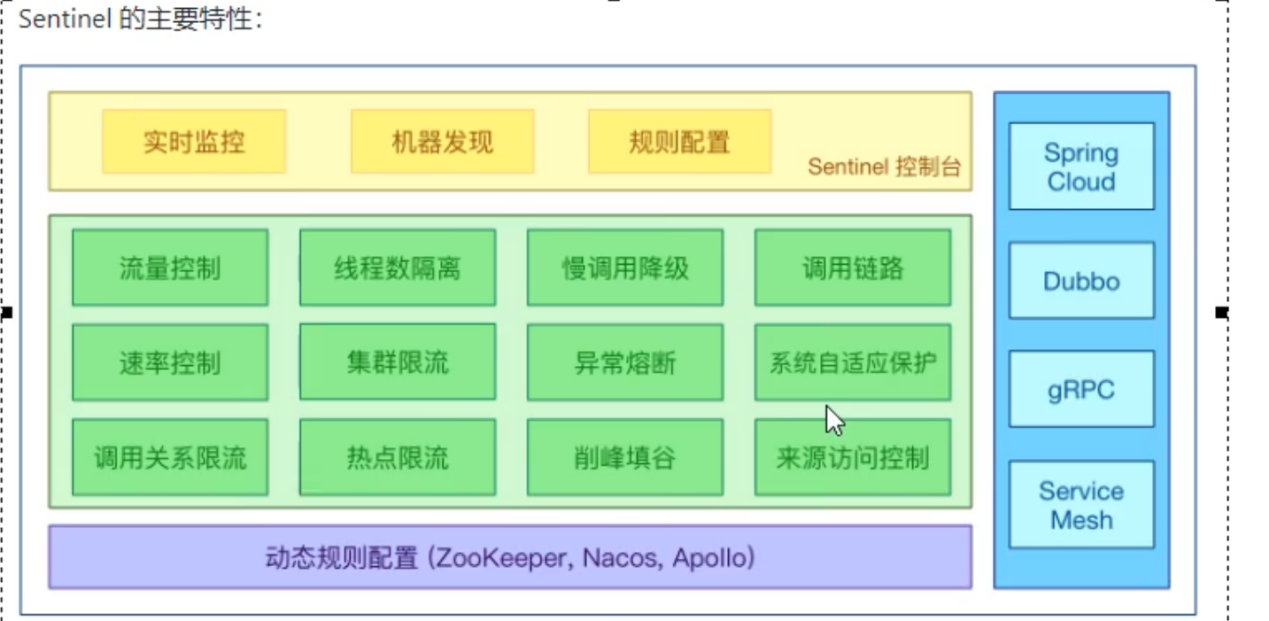 Sentinel 的主要特性：
实时监控
机器发现
规则配置
Sentinel 控制台
流量控制
线程数隔离
慢调用降级
调用链路
速率控制
集群限流
异常熔断
系统自适应保护
调用关系限流
热点限流
削峰填谷
来源访问控制
动态规则配置 (ZooKeeper, Nacos, Apollo)
Spring
Cloud
Dubbo
gRPC
Service
Mesh